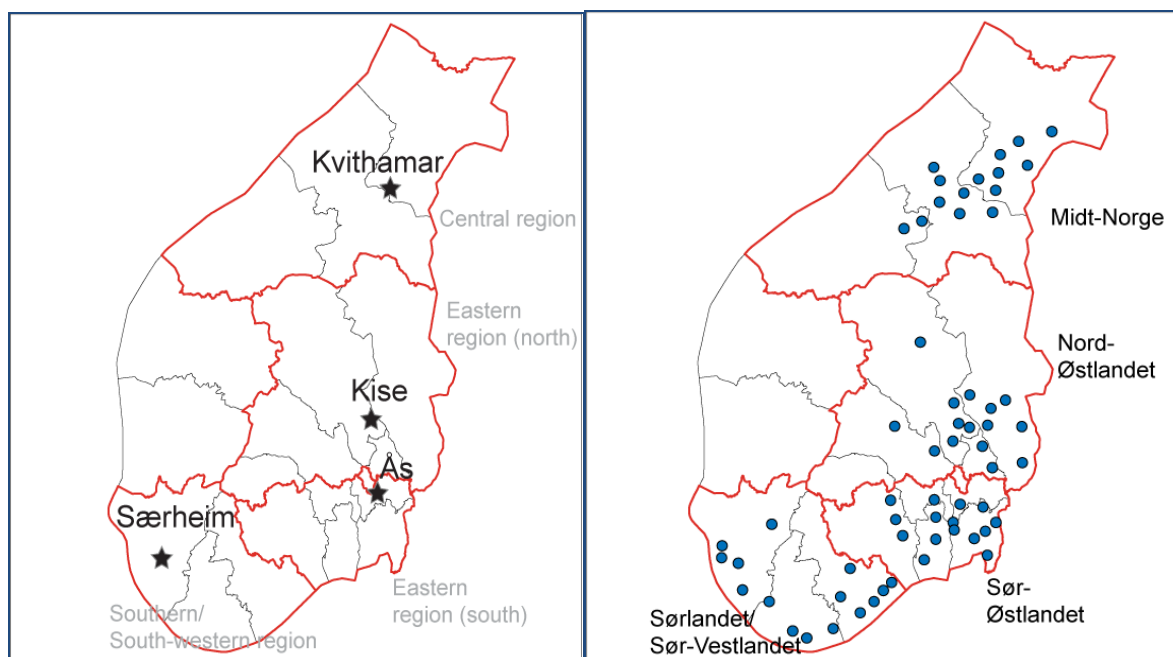 Kvithamar
Central region
Eastern
region (north)
Kise
Ås
Særheim
Southern/
South-western region
Eastern
region (south)
Midt-Norge
Nord-
Østlandet
Sør-
Østlandet
Sørlandet/
Sør-Vestlandet